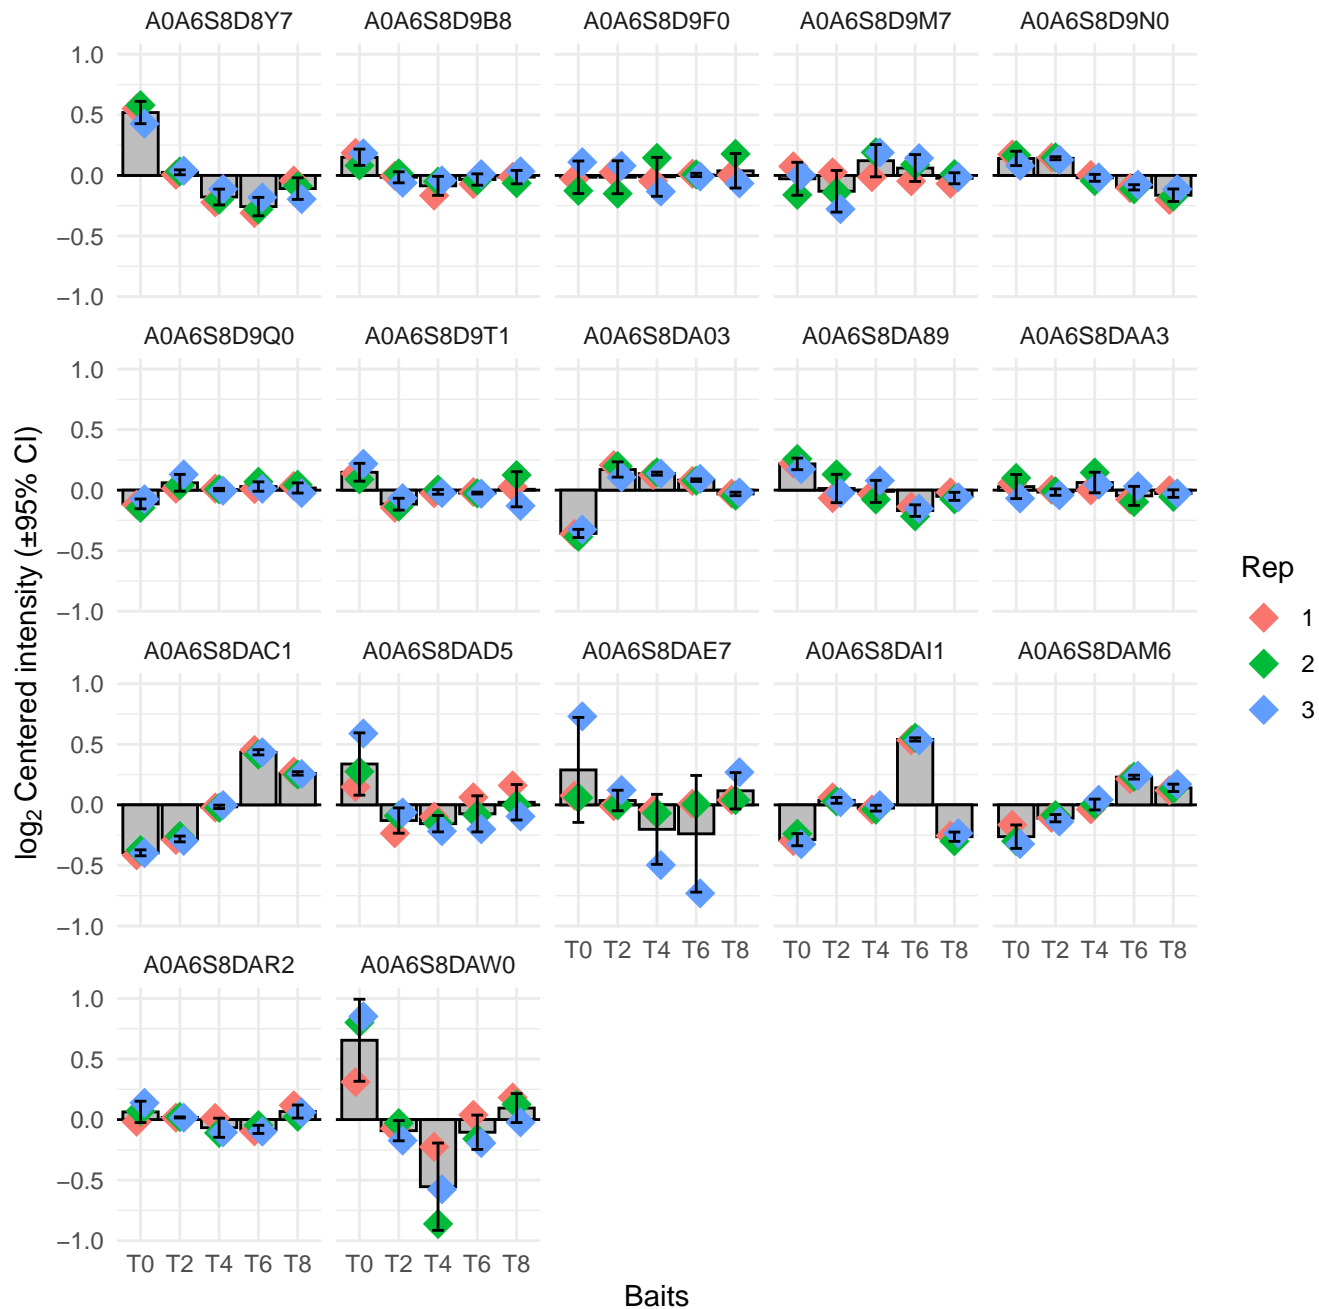 A0A6S8D8Y7 A0A6S8D9B8 A0A6S8D9F0 A0A6S8D9M7 A0A6S8D9N0
1.0
0.5
0.0
−0.5
−1.0
A0A6S8D9Q0 A0A6S8D9T1 A0A6S8DA03 A0A6S8DA89 A0A6S8DAA3
1.0
0.5
0.0
−0.5
−1.0
A0A6S8DAC1 A0A6S8DAD5 A0A6S8DAE7 A0A6S8DAI1 A0A6S8DAM6
1.0
0.5
0.0
−0.5
−1.0
T0 T2 T4 T6 T8 T0 T2 T4 T6 T8 T0 T2 T4 T6 T8
A0A6S8DAR2 A0A6S8DAW0
1.0
0.5
0.0
−0.5
−1.0
T0 T2 T4 T6 T8 T0 T2 T4 T6 T8
Baits
log₂ Centered intensity (±95% CI)
Rep
1
2
3